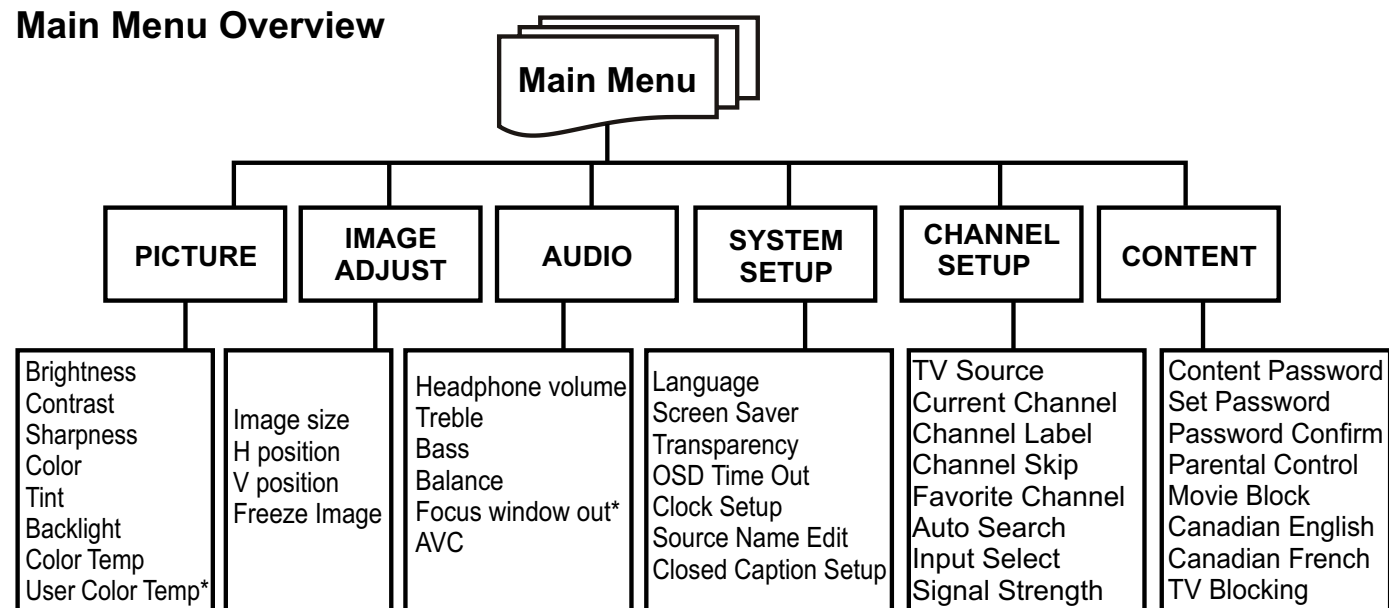 Main Menu Overview
Main Menu
PICTURE
IMAGE
ADJUST
AUDIO
SYSTEM
SETUP
CHANNEL
SETUP
CONTENT
Brightness
Contrast
Sharpness
Color
Tint
Backlight
Color Temp
User Color Temp*
Image size
H position
V position
Freeze Image
Headphone volume
Treble
Bass
Balance
Focus window out*
AVC
Language
Screen Saver
Transparency
OSD Time Out
Clock Setup
Source Name Edit
Closed Caption Setup
TV Source
Current Channel
Channel Label
Channel Skip
Favorite Channel
Auto Search
Input Select
Signal Strength
Content Password
Set Password
Password Confirm
Parental Control
Movie Block
Canadian English
Canadian French
TV Blocking